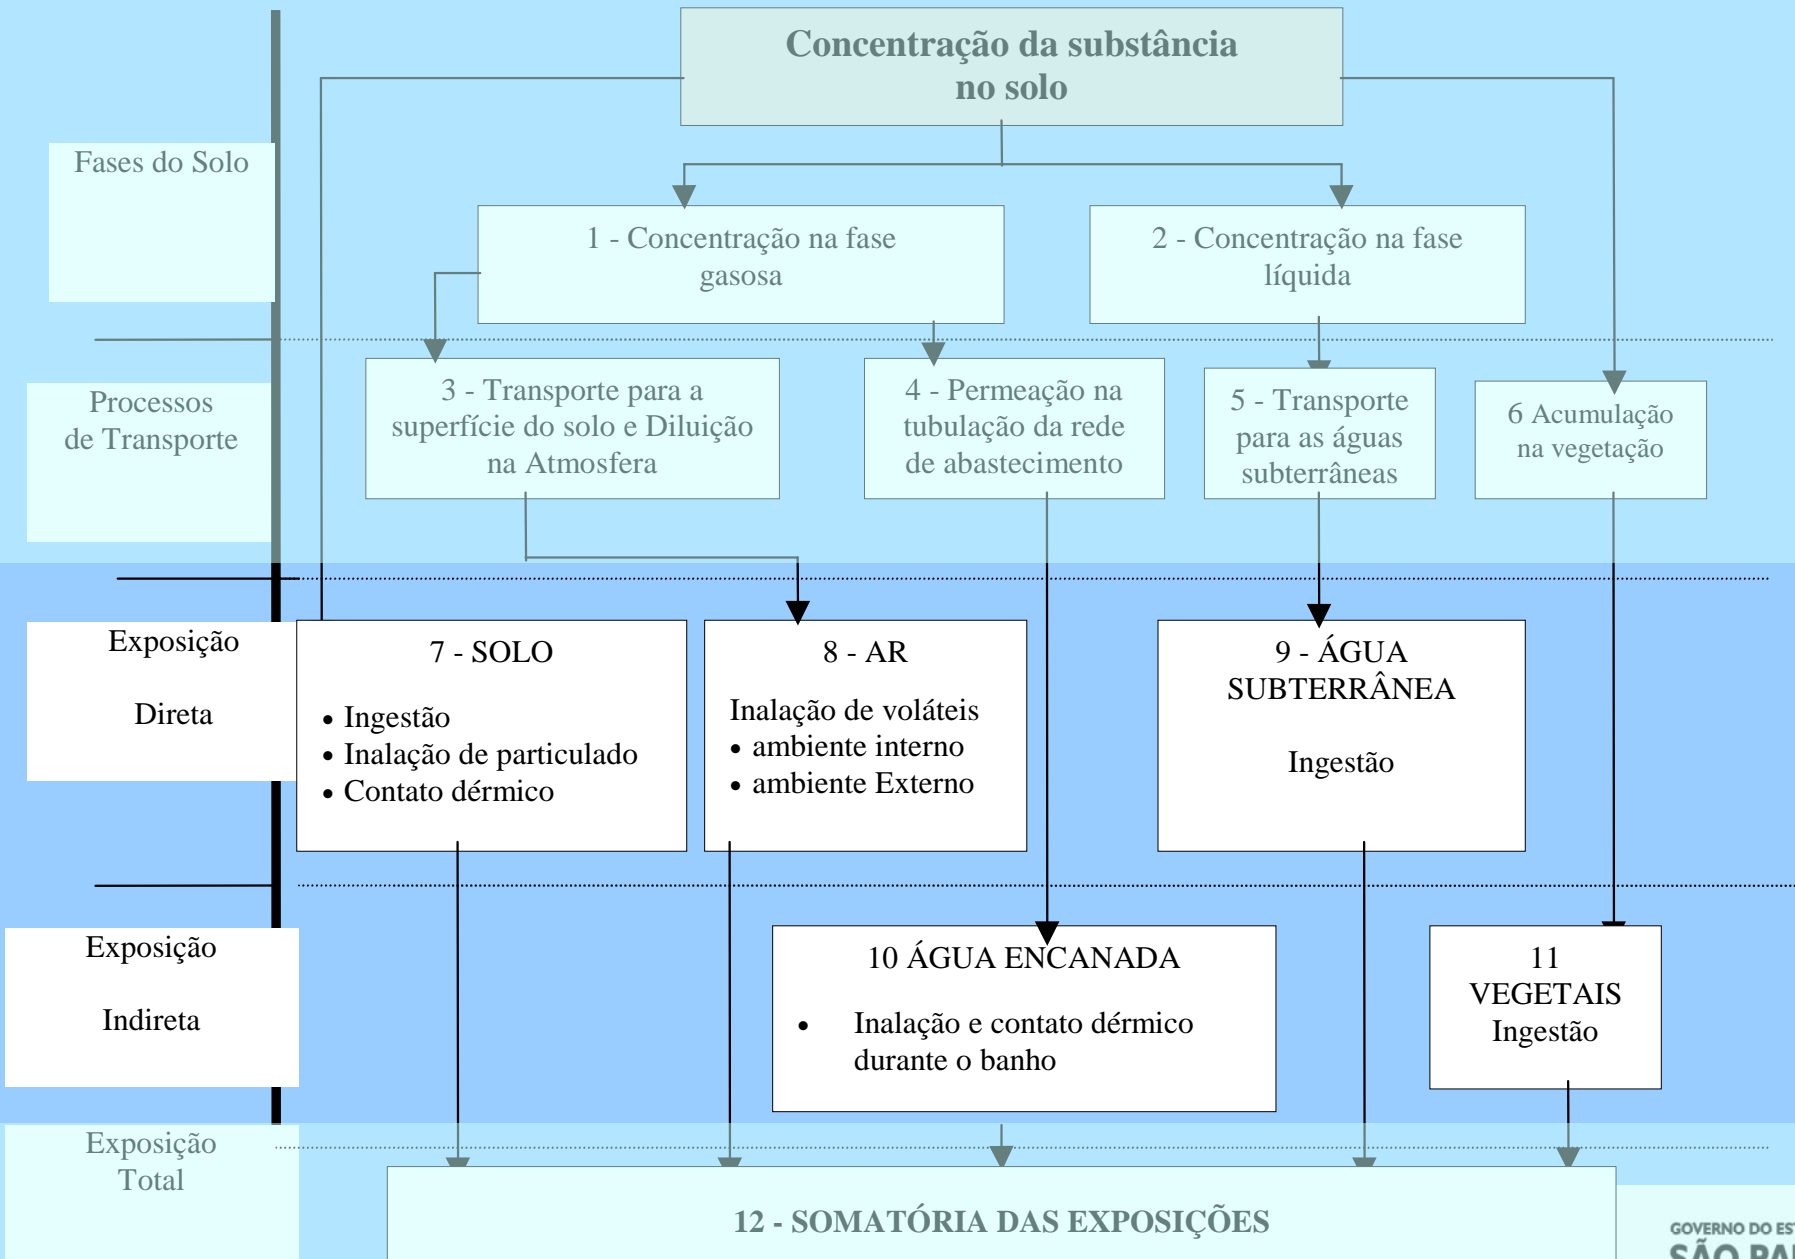 Concentração da substância
no solo
Fases do Solo
1 - Concentração na fase
gasosa
2 - Concentração na fase
líquida
Processos
de Transporte
3 - Transporte para a
superfície do solo e Diluição
na Atmosfera
4 - Permeação na
tubulação da rede
de abastecimento
5 - Transporte
para as águas
subterrâneas
6 Acumulação
na vegetação
Exposição
Direta
7 - SOLO
• Ingestão
• Inalação de particulado
• Contato dérmico
8 - AR
Inalação de voláteis
• ambiente interno
• ambiente Externo
9 - ÁGUA
SUBTERRÂNEA
Ingestão
Exposição
Indireta
10 ÁGUA ENCANADA
• Inalação e contato dérmico
durante o banho
11
VEGETAIS
Ingestão
Exposição
Total
12 - SOMATÓRIA DAS EXPOSIÇÕES
GOVERNO DO
SÃO